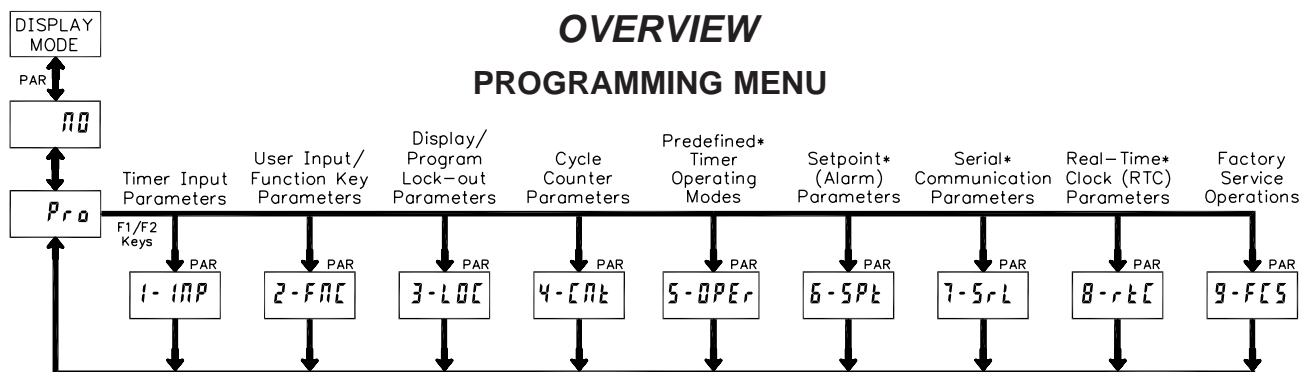 OVERVIEW
PROGRAMMING MENU
DISPLAY
MODE
PAR
NO
Pro
F1/F2
Keys
Timer Input
Parameters
User Input/
Function Key
Parameters
Display/
Program
Lock-out
Parameters
Cycle
Counter
Parameters
Predefined*
Timer
Operating
Modes
Setpoint*
(Alarm)
Parameters
Serial*
Communication
Parameters
Real-Time*
Clock (RTC)
Parameters
Factory
Service
Operations
PAR
PAR
PAR
PAR
PAR
PAR
PAR
PAR
PAR
1-INP
2-FNC
3-LOC
4-CNt
5-OPEr
6-SPt
7-SrL
8-rtC
9-FCS